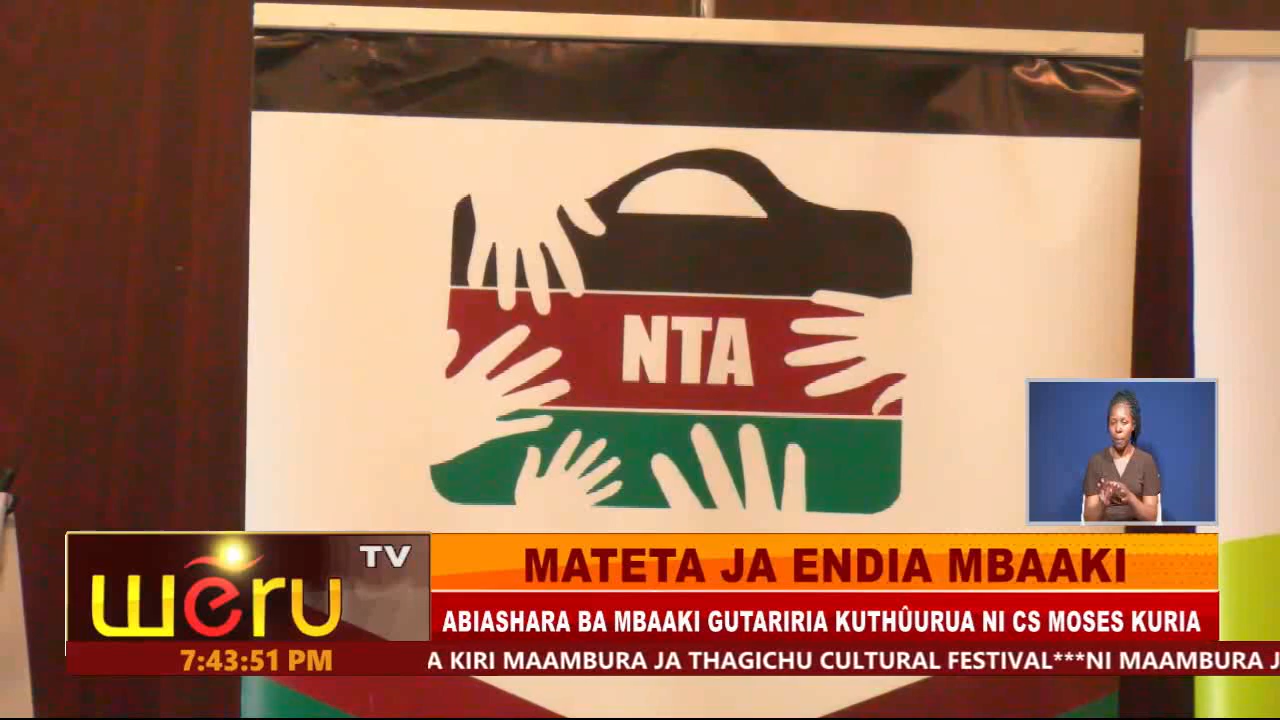 NTA
TV
wěru
7:43:51 PM
MATETA JA ENDIA MBAAKI
ABIASHARA BA MBAAKI GUTARIRIA KUTHÛURUA NI CS MOSES KURIA
A KIRI MAAMBURA JA THAGICHU CULTURAL FESTIVAL***NI MAAMBURA J